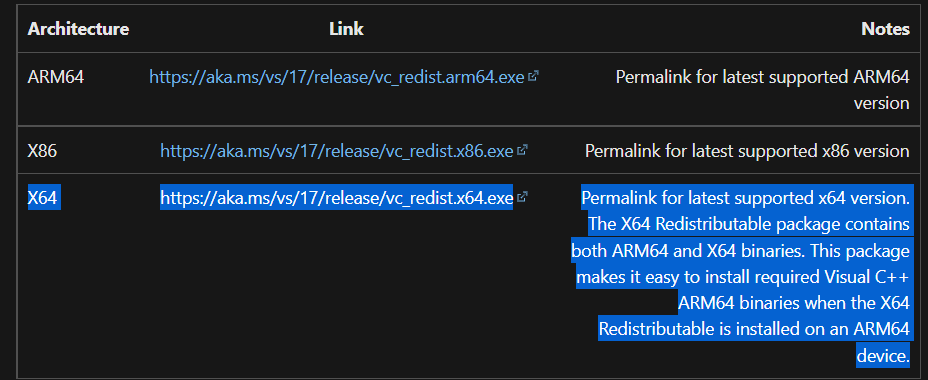 Architecture Link Notes
ARM64 https://aka.ms/vs/17/release/vc_redist.arm64.exe Permalink for latest supported ARM64
version
X86 https://aka.ms/vs/17/release/vc_redist.x86.exe Permalink for latest supported x86 version
X64 https://aka.ms/vs/17/release/vc_redist.x64.exe Permalink for latest supported x64 version.
The X64 Redistributable package contains
both ARM64 and X64 binaries. This package
makes it easy to install required Visual C++
ARM64 binaries when the X64
Redistributable is installed on an ARM64
device.